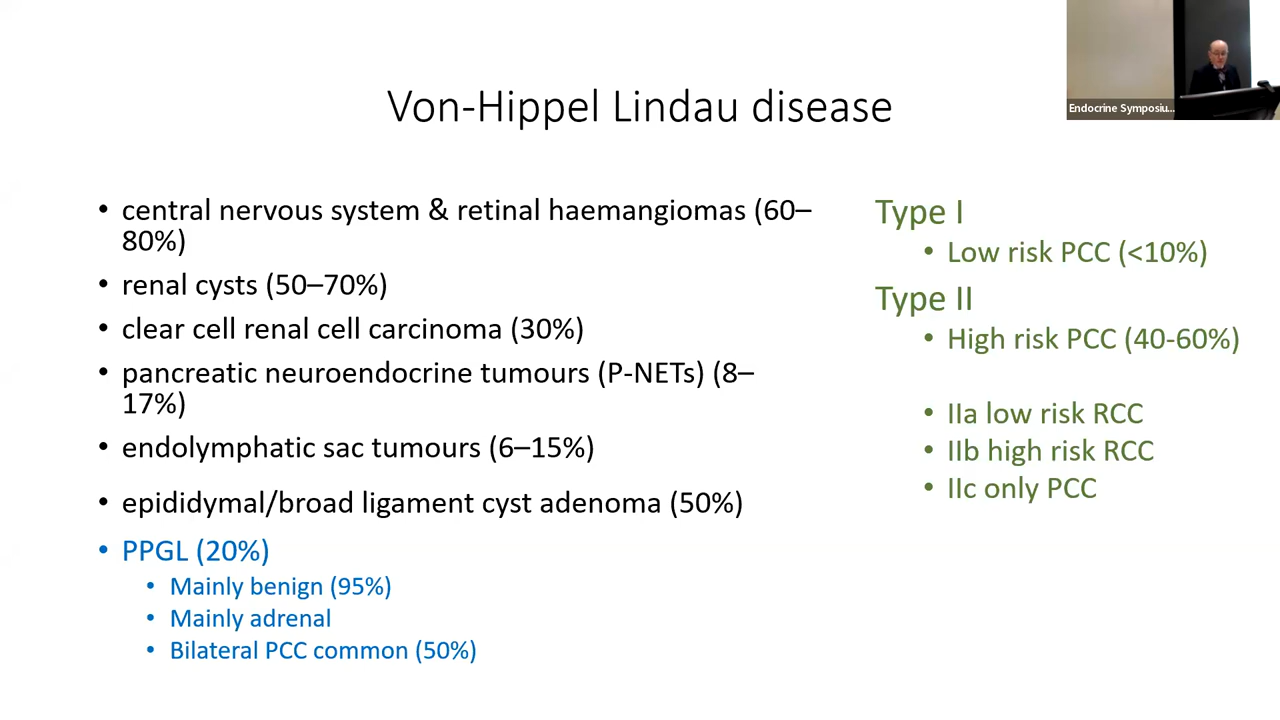 Von-Hippel Lindau disease
Endocrine Symposiu...
• central nervous system & retinal haemangiomas (60–
80%)
• renal cysts (50–70%)
• clear cell renal cell carcinoma (30%)
• pancreatic neuroendocrine tumours (P-NETs) (8–
17%)
• endolymphatic sac tumours (6–15%)
• epididymal/broad ligament cyst adenoma (50%)
• PPGL (20%)
• Mainly benign (95%)
• Mainly adrenal
• Bilateral PCC common (50%)
Type I
• Low risk PCC (<10%)
Type II
• High risk PCC (40-60%)
• IIa low risk RCC
• IIb high risk RCC
• IIc only PCC